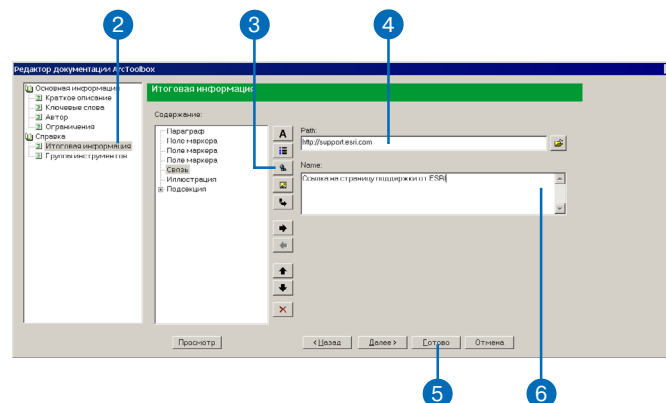 2
3
4
Редактор документации ArcToolbox
Основная информация
Краткое описание
Ключевые слова
Автор
Ограничения
Справка
Итоговая информация
Группа инструментов
Итоговая информация
Содержание:
Параграф
Поле маркера
Поле маркера
Поле маркера
Связь
Иллюстрация
Подсекция
A
Path:
http://support.esri.com
Name:
Ссылка на страницу поддержки от ESRI
Просмотр
<Назад
Далее>
Готово
Отмена
5
6